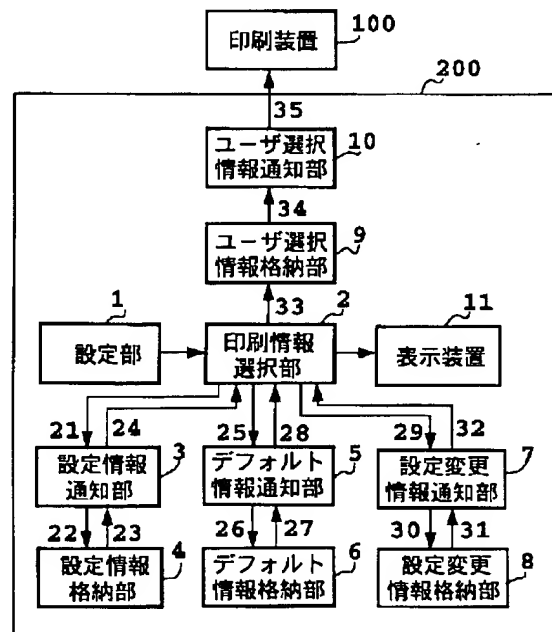 印刷装置
100
200
35
ユーザ選択
情報通知部
10
34
ユーザ選択
情報格納部
9
33
1
設定部
2
印刷情報
選択部
11
表示装置
21
24
25
28
29
32
設定情報
通知部
3
デフォルト
情報通知部
5
設定変更
情報通知部
7
22
23
26
27
30
31
設定情報
格納部
4
デフォルト
情報格納部
6
設定変更
情報格納部
8